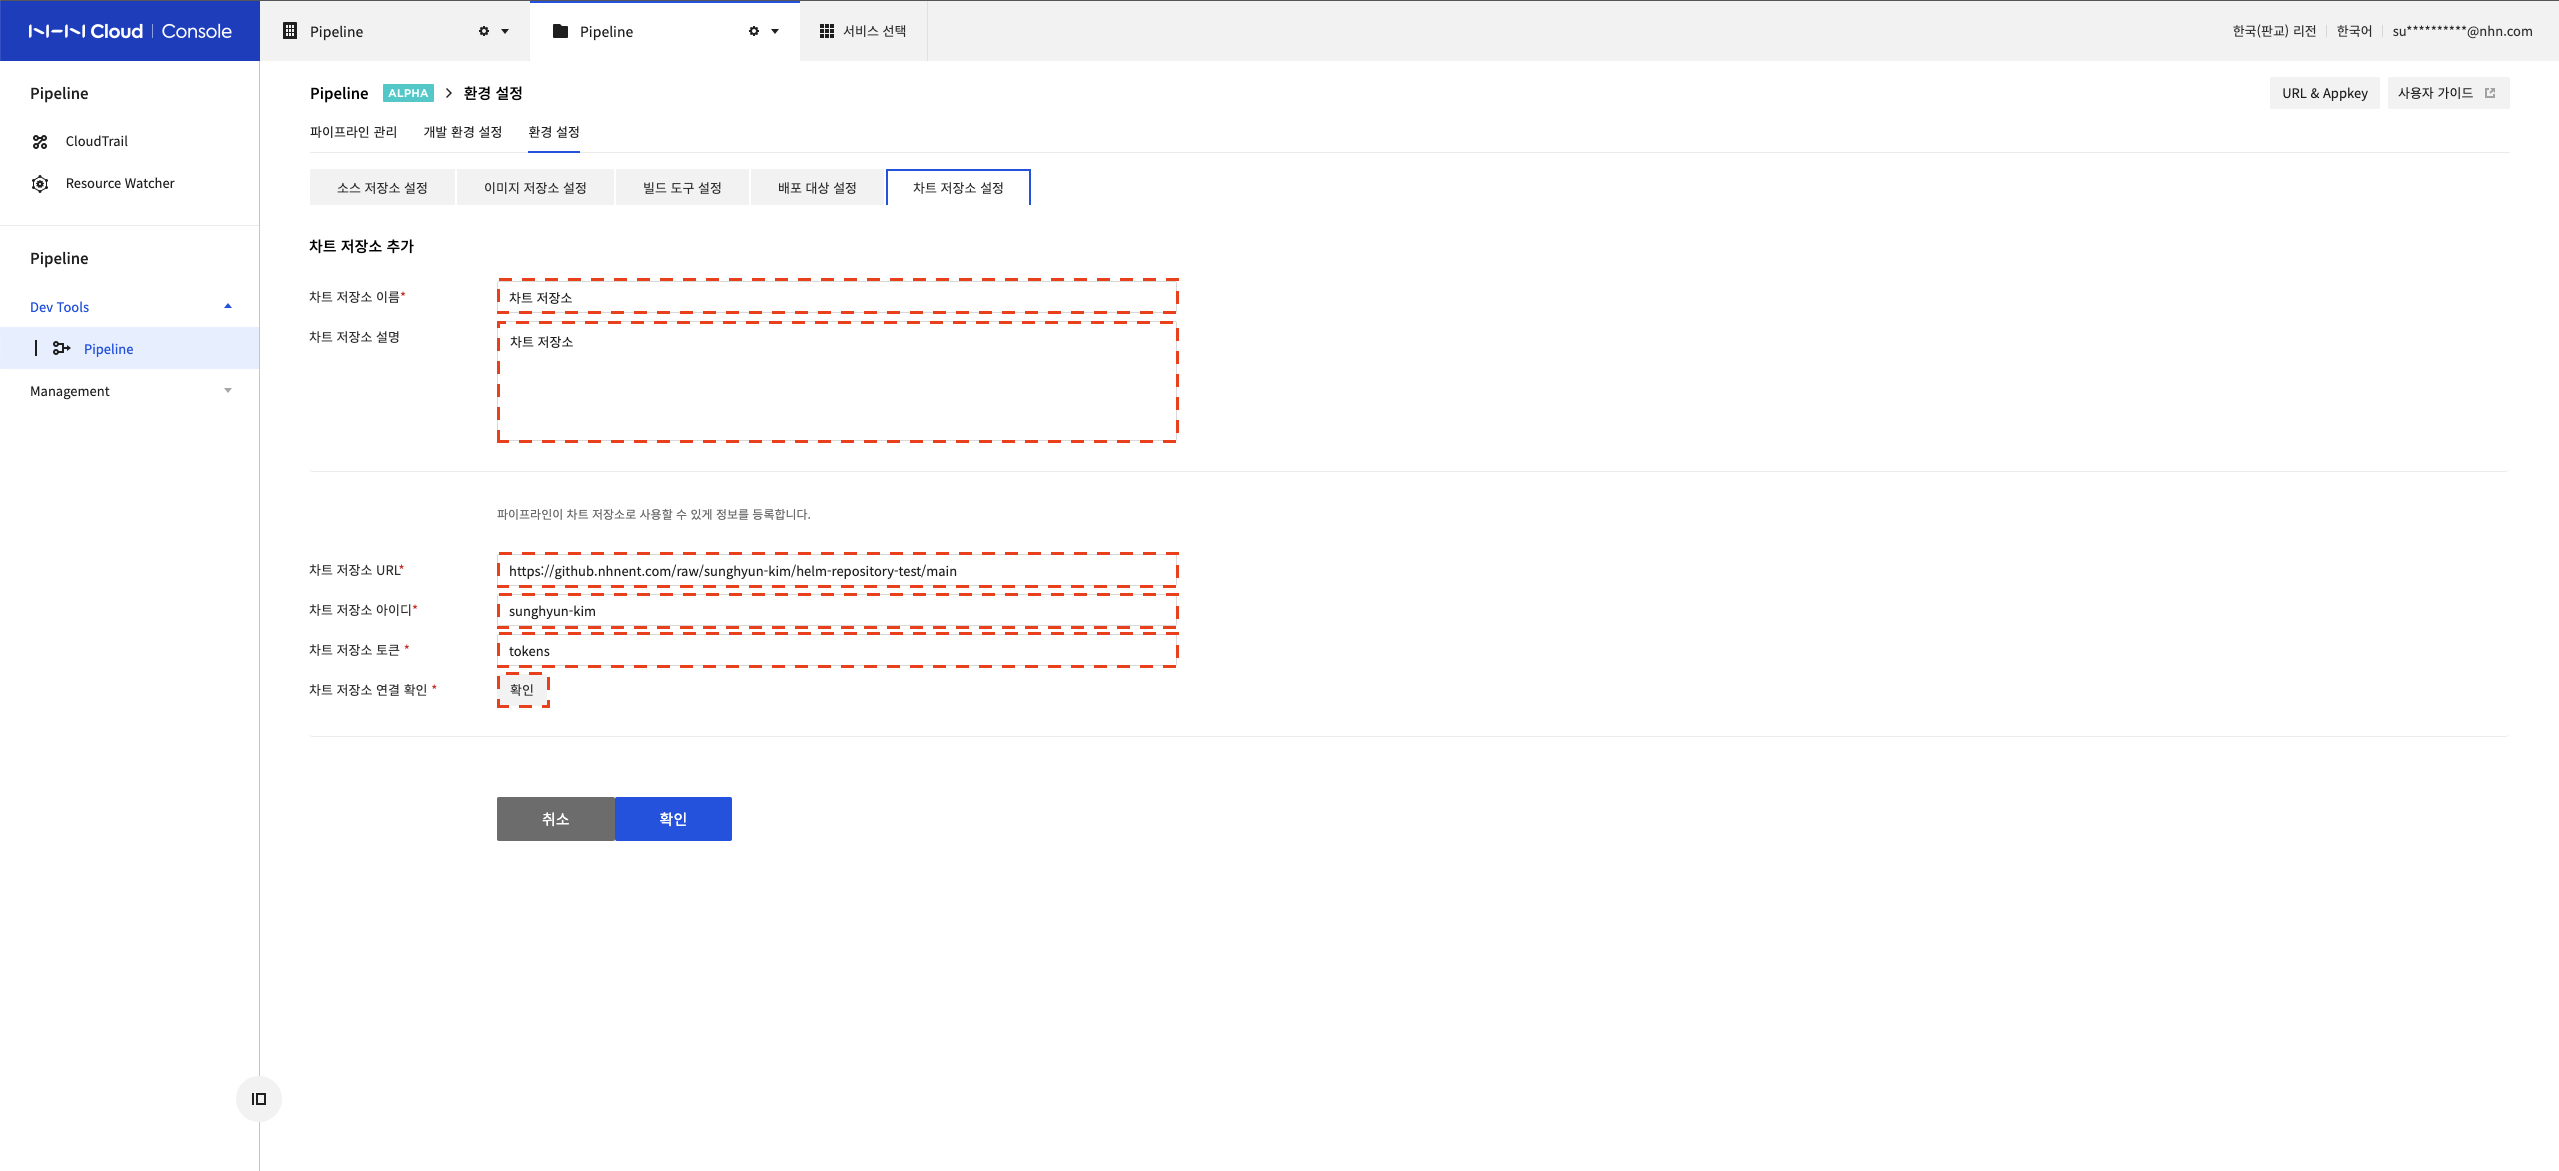 NHN Cloud | Console
Pipeline
Pipeline
서비스 선택
한국(판교) 리전
한국어
su**********@nhn.com
Pipeline
CloudTrail
Resource Watcher
Pipeline
Dev Tools
Pipeline
Management
Pipeline ALPHA > 환경 설정
URL & Appkey
사용자 가이드
파이프라인 관리
개발 환경 설정
환경 설정
소스 저장소 설정
이미지 저장소 설정
빌드 도구 설정
배포 대상 설정
차트 저장소 설정
차트 저장소 추가
차트 저장소 이름*
차트 저장소
차트 저장소 설명
차트 저장소
파이프라인이 차트 저장소로 사용할 수 있게 정보를 등록합니다.
차트 저장소 URL*
https://github.nhnent.com/raw/sunghyun-kim/helm-repository-test/main
차트 저장소 아이디*
sunghyun-kim
차트 저장소 토큰 *
tokens
차트 저장소 연결 확인 *
확인
취소
확인